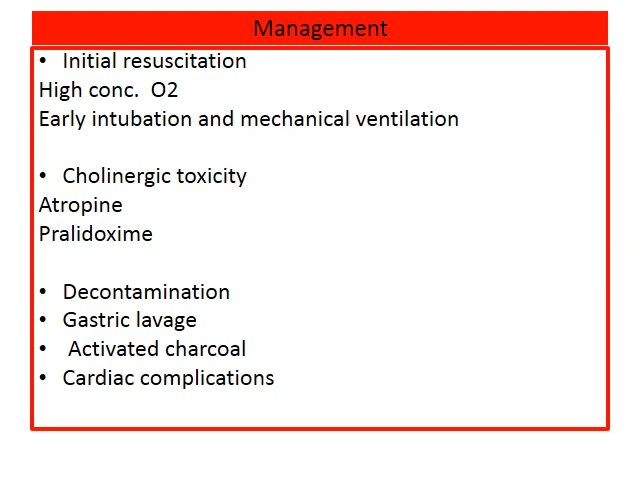 Management
• Initial resuscitation
High conc.  O2
Early intubation and mechanical ventilation
• Cholinergic toxicity
Atropine
Pralidoxime
• Decontamination
• Gastric lavage
• Activated charcoal
• Cardiac complications